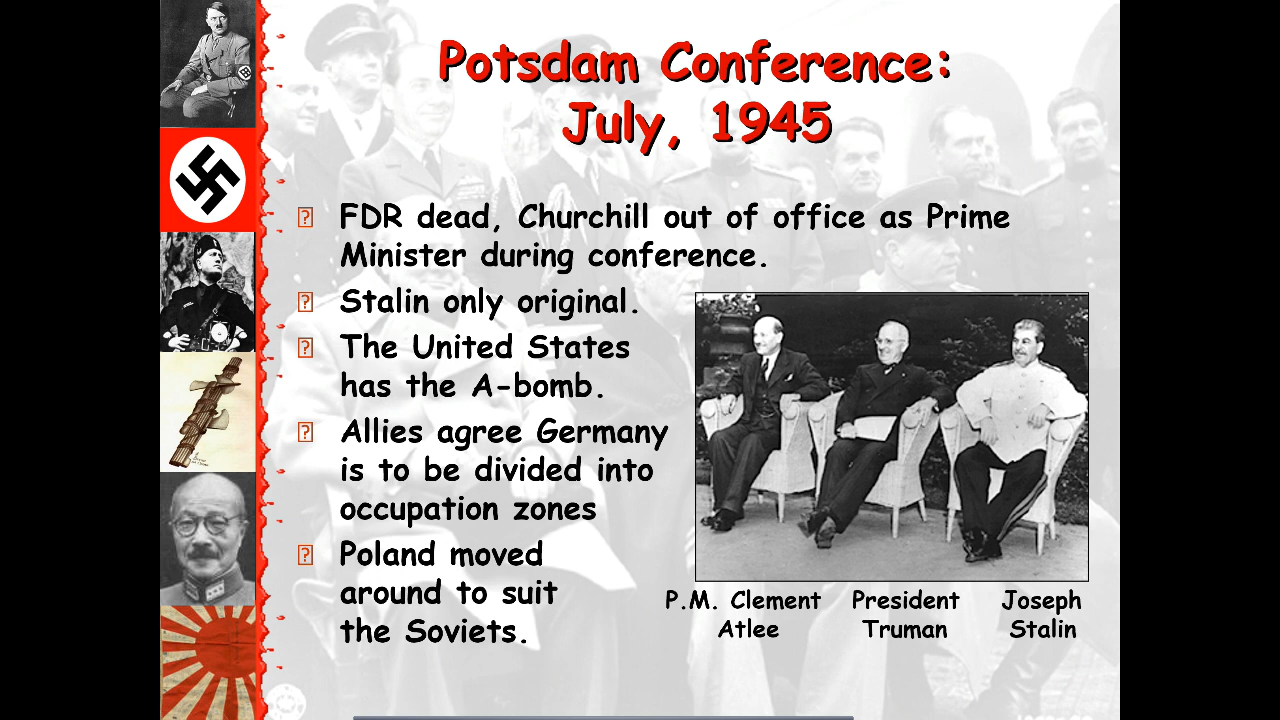 Potsdam Conference:
July, 1945
FDR dead, Churchill out of office as Prime
Minister during conference.
Stalin only original.
The United States
has the A-bomb.
Allies agree Germany
is to be divided into
occupation zones
Poland moved
around to suit
the Soviets.
P.M. Clement
Atlee
President
Truman
Joseph
Stalin